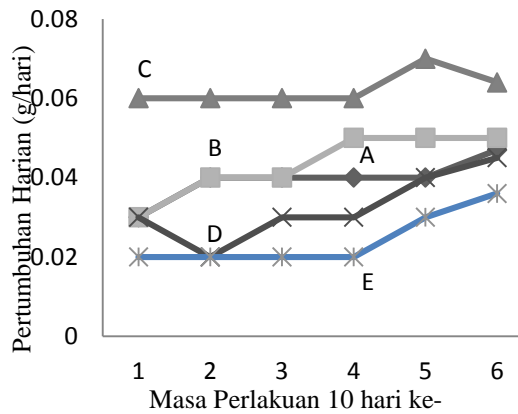 0.08
0.06
0.04
0.02
0
Pertumbuhan Harian (g/hari)
C
B
A
D
E
1 2 3 4 5 6
Masa Perlakuan 10 hari ke-